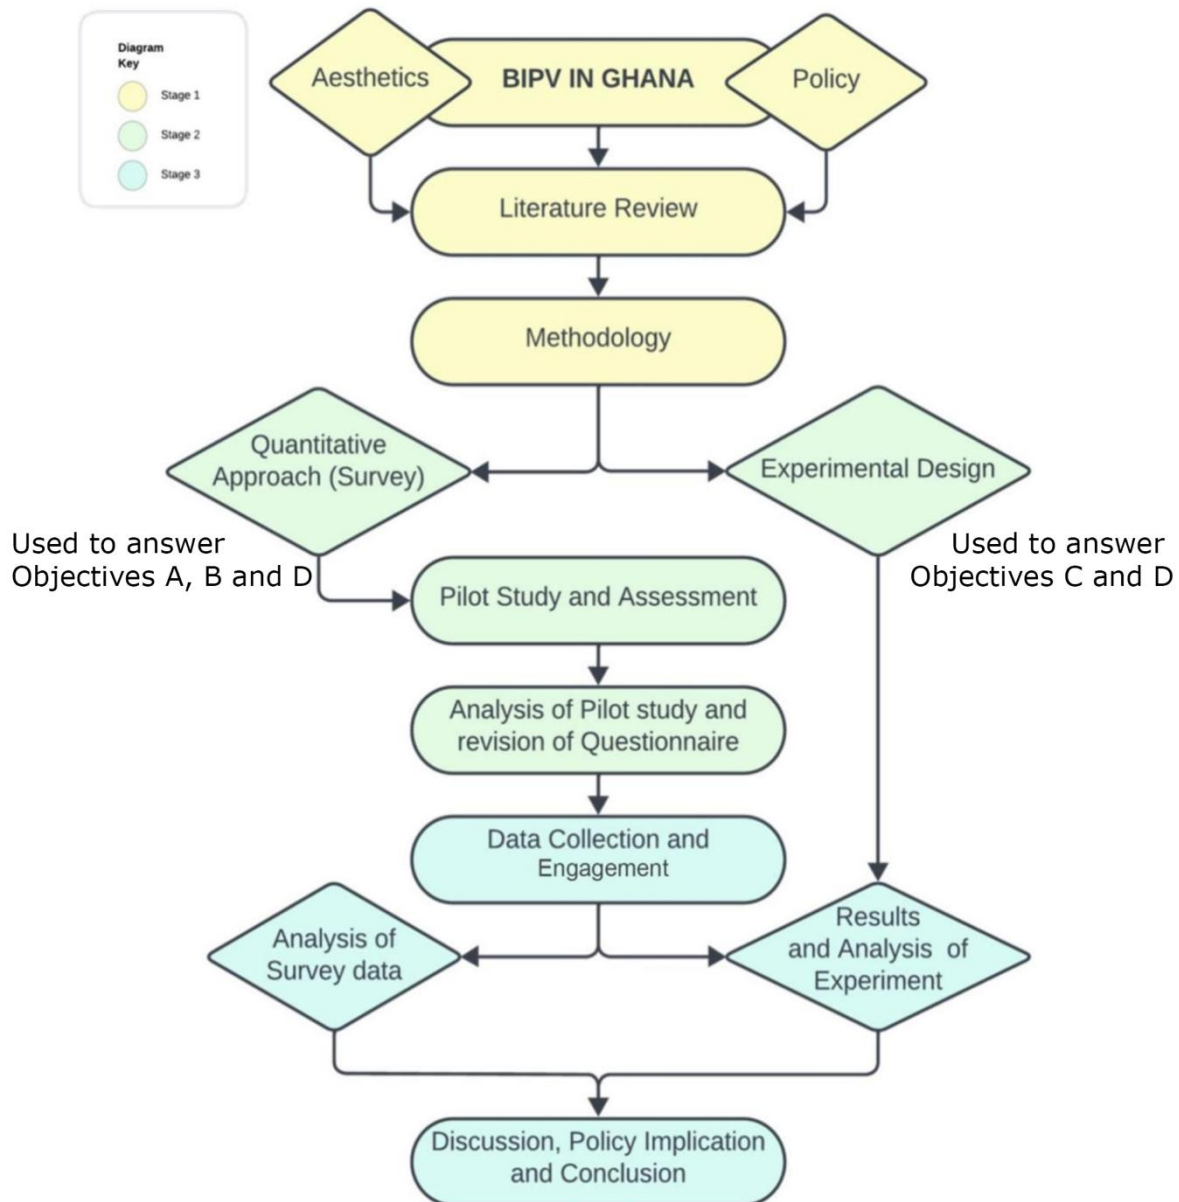 Diagram
Key
Stage 1
Stage 2
Stage 3
Aesthetics
BIPV IN GHANA
Policy
Literature Review
Methodology
Quantitative
Approach (Survey)
Experimental Design
Used to answer
Objectives A, B and D
Used to answer
Objectives C and D
Pilot Study and Assessment
Analysis of Pilot study and
revision of Questionnaire
Data Collection and
Engagement
Analysis of
Survey data
Results
and Analysis of
Experiment
Discussion, Policy Implication
and Conclusion